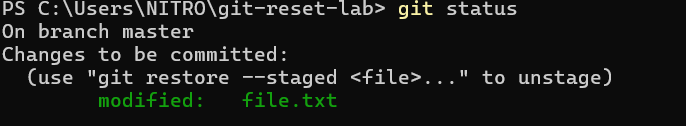 PS C:\Users\NITRO\git-reset-lab> git status
On branch master
Changes to be committed:
  (use "git restore --staged <file>..." to unstage)
        modified:   file.txt